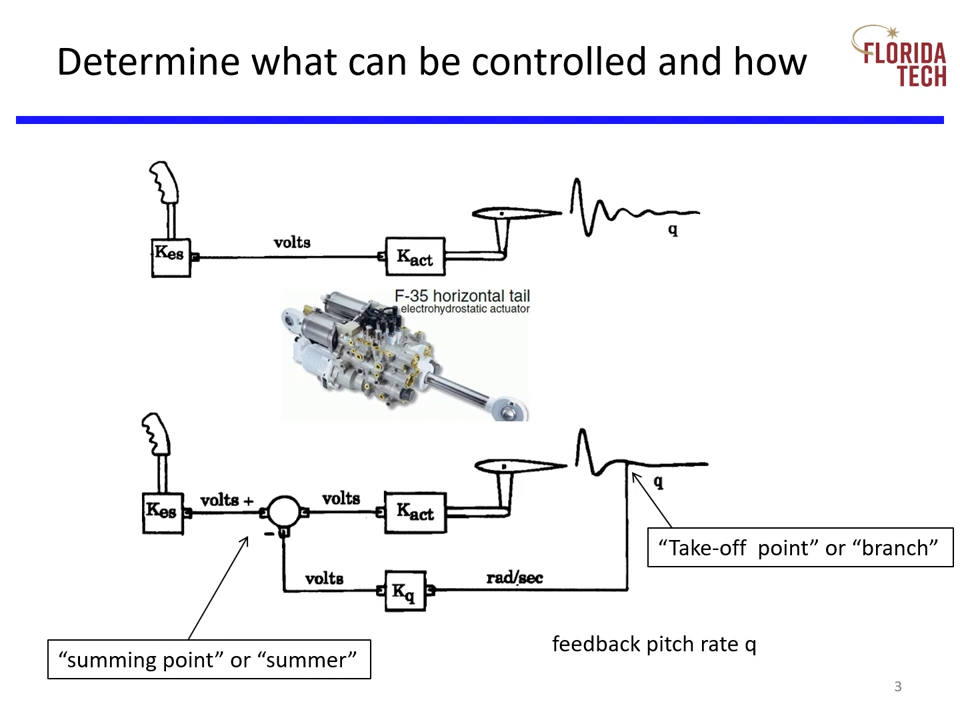 Determine what can be controlled and how
FLORIDA
TECH
Kes
volts
Kact
q
F-35 horizontal tail
electrohydrostatic actuator
Kes
volts +
volts
Kact
q
−
"Take-off point" or "branch"
volts
Kq
rad/sec
feedback pitch rate q
"summing point" or "summer"
3